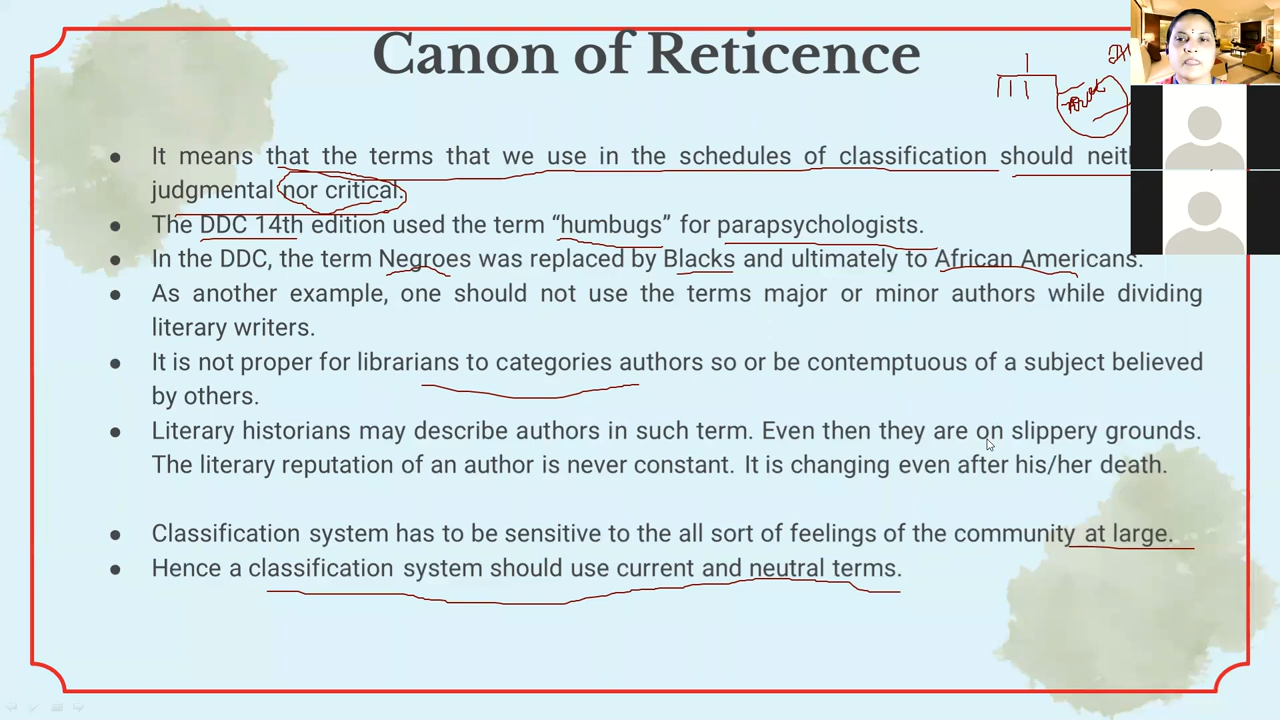 Canon of Reticence
● It means that the terms that we use in the schedules of classification should
judgmental nor critical.
● The DDC 14th edition used the term “humbugs” for parapsychologists.
● In the DDC, the term Negroes was replaced by Blacks and ultimately to African Americans.
● As another example, one should not use the terms major or minor authors while dividing
literary writers.
● It is not proper for librarians to categories authors so or be contemptuous of a subject believed
by others.
● Literary historians may describe authors in such term. Even then they are on slippery grounds.
The literary reputation of an author is never constant. It is changing even after his/her death.
● Classification system has to be sensitive to the all sort of feelings of the community at large.
● Hence a classification system should use current and neutral terms.